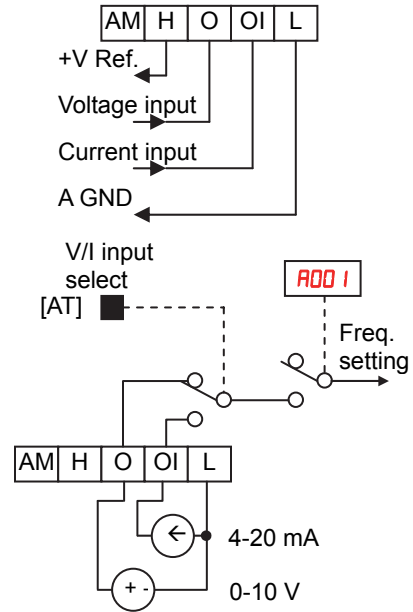 AM H O OI L
+V Ref.
Voltage input
Current input
A GND
V/I input
select
[AT]
A001
Freq.
setting
AM H O OI L
4-20 mA
+ -
0-10 V